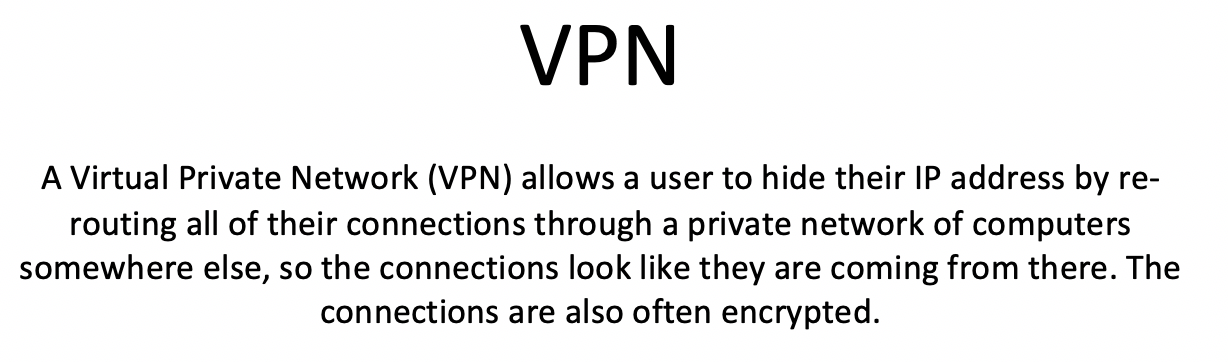 VPN
A Virtual Private Network (VPN) allows a user to hide their IP address by re-
routing all of their connections through a private network of computers
somewhere else, so the connections look like they are coming from there. The
connections are also often encrypted.